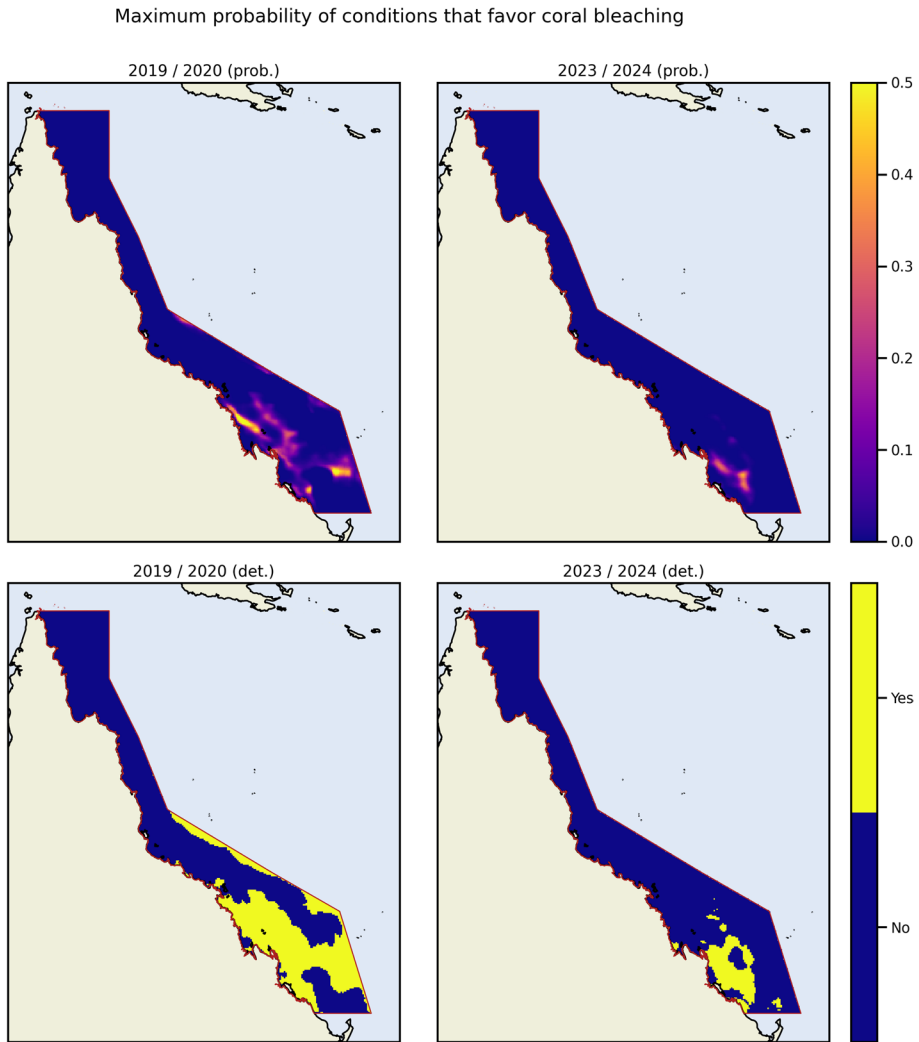 Maximum probability of conditions that favor coral bleaching
2019 / 2020 (prob.)
2023 / 2024 (prob.)
0.5
0.4
0.3
0.2
0.1
0.0
2019 / 2020 (det.)
2023 / 2024 (det.)
Yes
No